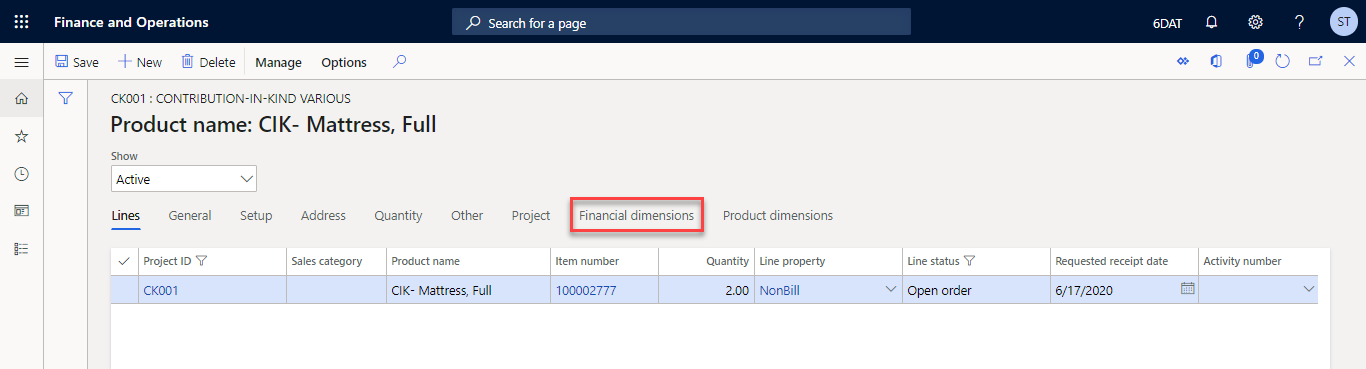 Finance and Operations
Search for a page
6DAT
?
ST
Save
New
Delete
Manage
Options
0
CK001 : CONTRIBUTION-IN-KIND VARIOUS
Product name: CIK- Mattress, Full
Show
Active
Lines General Setup Address Quantity Other Project Financial dimensions Product dimensions
Project ID Sales category Product name Item number Quantity Line property Line status Requested receipt date Activity number
CK001 CIK- Mattress, Full 100002777 2.00 NonBill Open order 6/17/2020